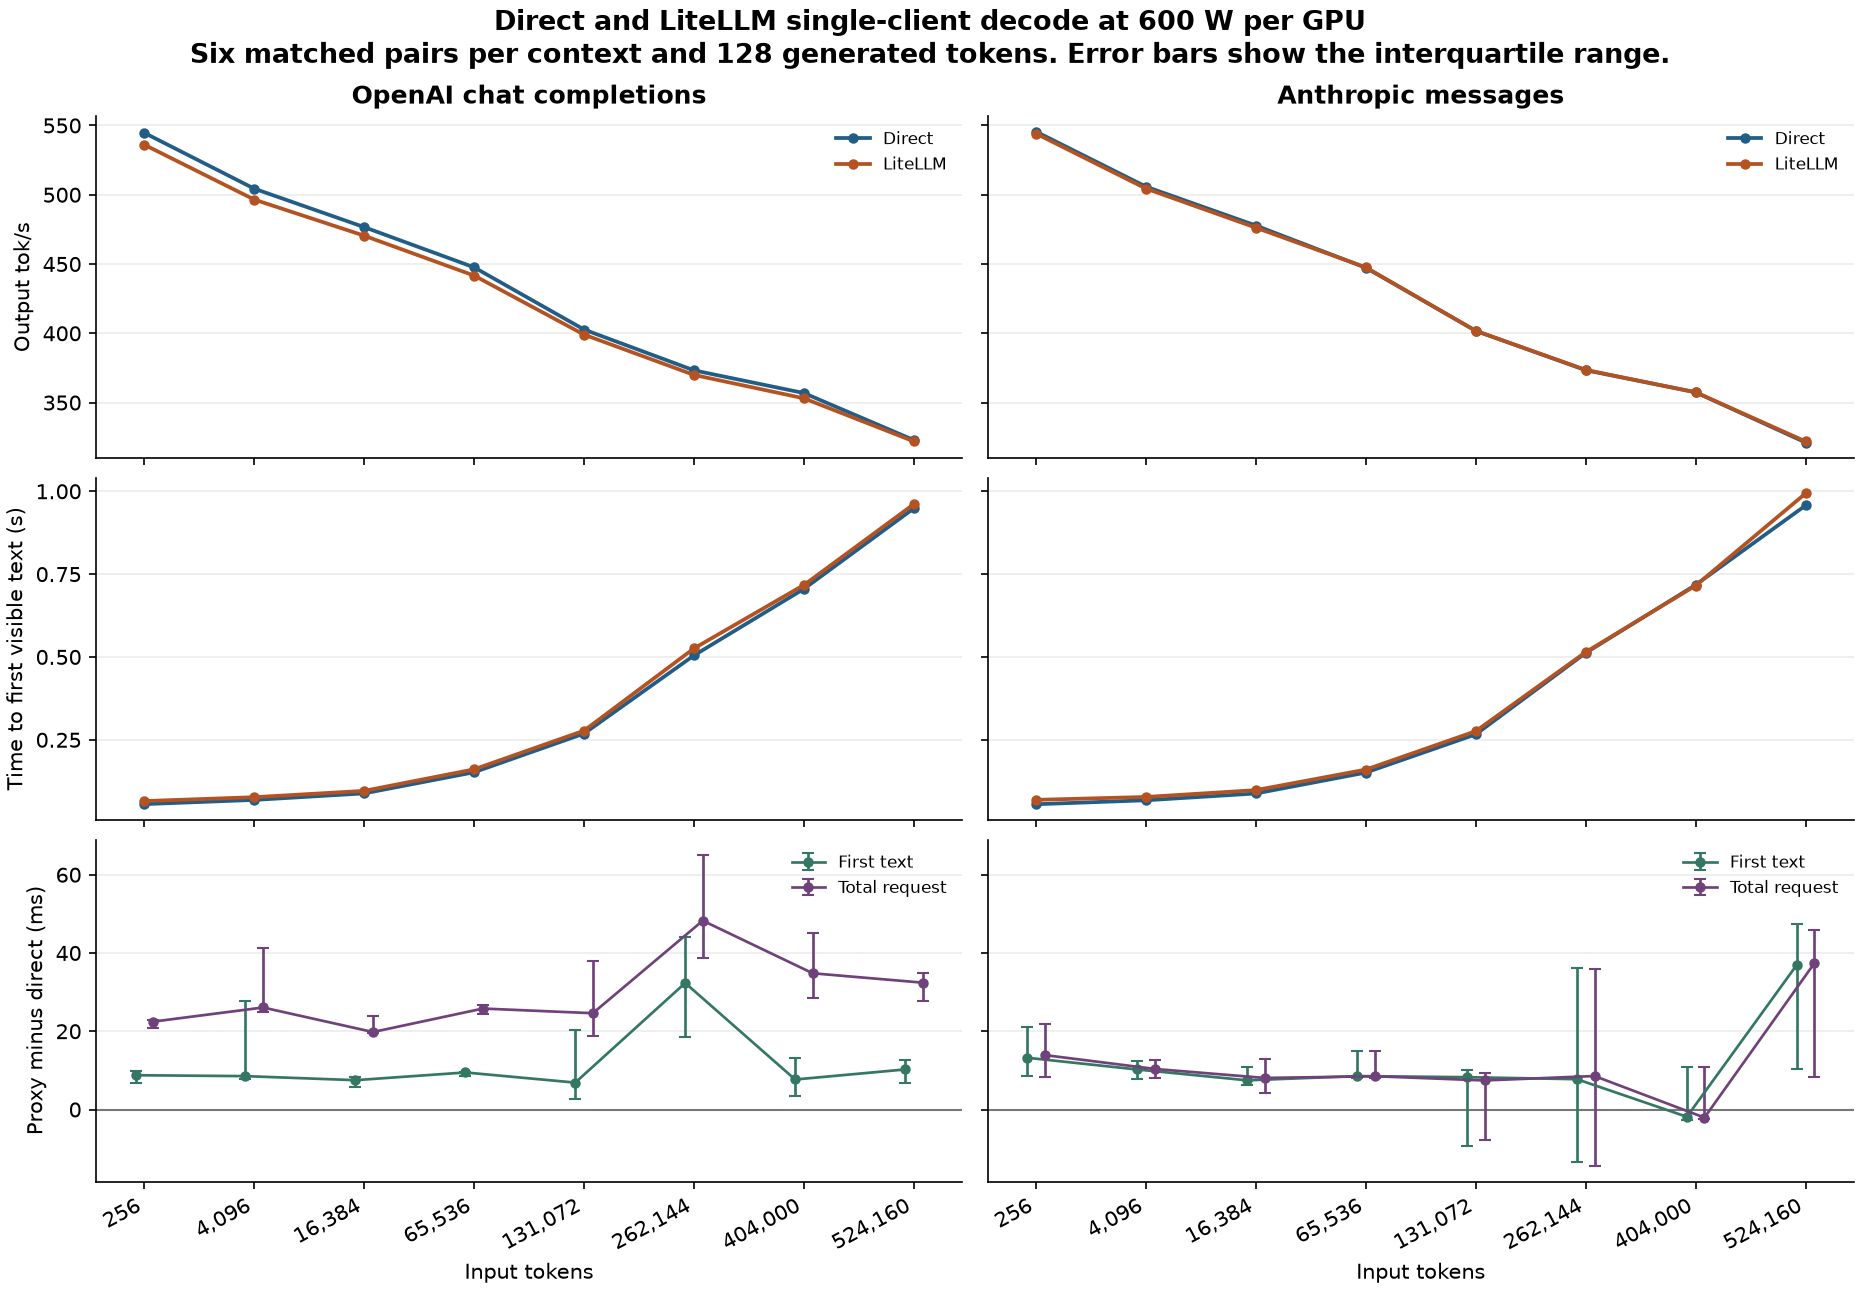 Direct and LiteLLM single-client decode at 600 W per GPU
Six matched pairs per context and 128 generated tokens. Error bars show the interquartile range.
OpenAI chat completions
Output tok/s
550
500
450
400
350
Direct
LiteLLM
Anthropic messages
Direct
LiteLLM
Time to first visible text (s)
1.00
0.75
0.50
0.25
Proxy minus direct (ms)
60
40
20
0
First text
Total request
First text
Total request
256
4,096
16,384
65,536
131,072
262,144
404,000
524,160
Input tokens
256
4,096
16,384
65,536
131,072
262,144
404,000
524,160
Input tokens